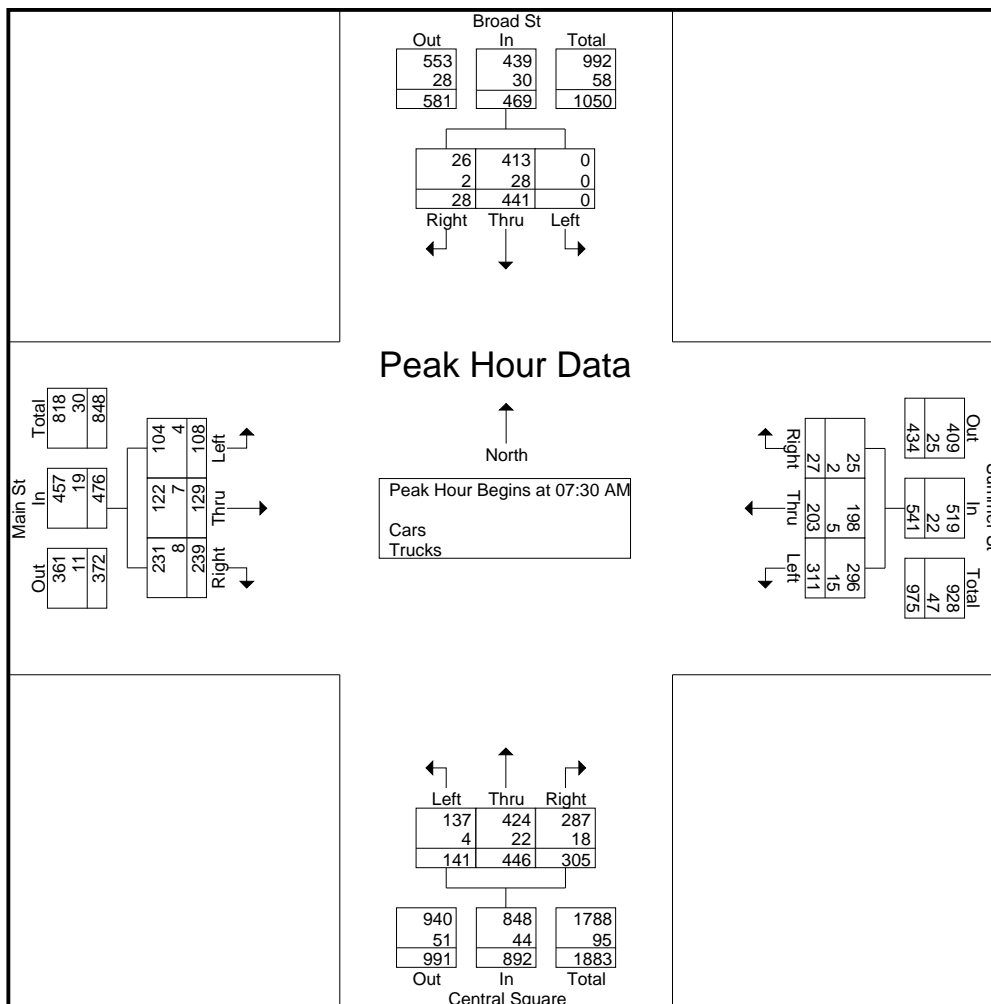 Broad St
Out In Total
553 439 992
28 30 58
581 469 1050
26 413 0
2 28 0
28 441 0
Right Thru Left
Peak Hour Data
North
Peak Hour Begins at 07:30 AM
Cars
Trucks
Main St
Out In Total
361 457 818
11 19 30
372 476 848
104 122 231
4 7 8
108 129 239
Left Thru Right
Out In Total
409 519 928
25 22 47
434 541 975
25 198 296
2 5 15
27 203 311
Right Thru Left
Left Thru Right
137 424 287
4 22 18
141 446 305
940 848 1788
51 44 95
991 892 1883
Out In Total
Central Square